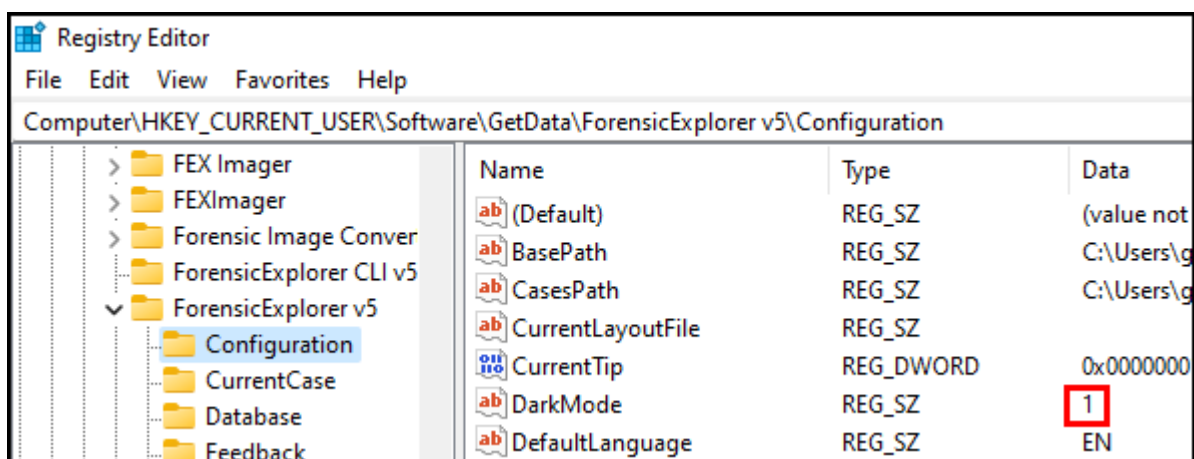 Registry Editor
File Edit View Favorites Help
Computer\HKEY_CURRENT_USER\Software\GetData\ForensicExplorer v5\Configuration
FEX Imager
FEXImager
Forensic Image Conver
ForensicExplorer CLI v5
ForensicExplorer v5
Configuration
CurrentCase
Database
Feedback
Name Type Data
(Default) REG_SZ (value not
BasePath REG_SZ C:\Users\g
CasesPath REG_SZ C:\Users\g
CurrentLayoutFile REG_SZ
CurrentTip REG_DWORD 0x0000000
DarkMode REG_SZ 1
DefaultLanguage REG_SZ EN